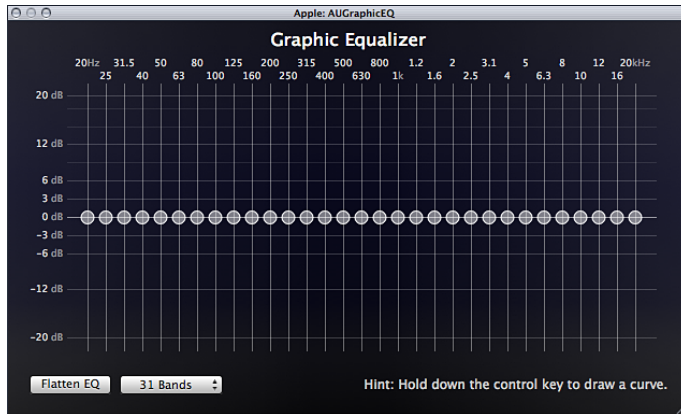 Apple: AUGraphicEQ
Graphic Equalizer
20Hz 31.5 50 80 125 200 315 500 800 1.2 2 3.1 5 8 12 20kHz
25 40 63 100 160 250 400 630 1k 1.6 2.5 4 6.3 10 16
20 dB
12 dB
6 dB
3 dB
0 dB
-3 dB
-6 dB
-12 dB
-20 dB
Flatten EQ 31 Bands Hint: Hold down the control key to draw a curve.